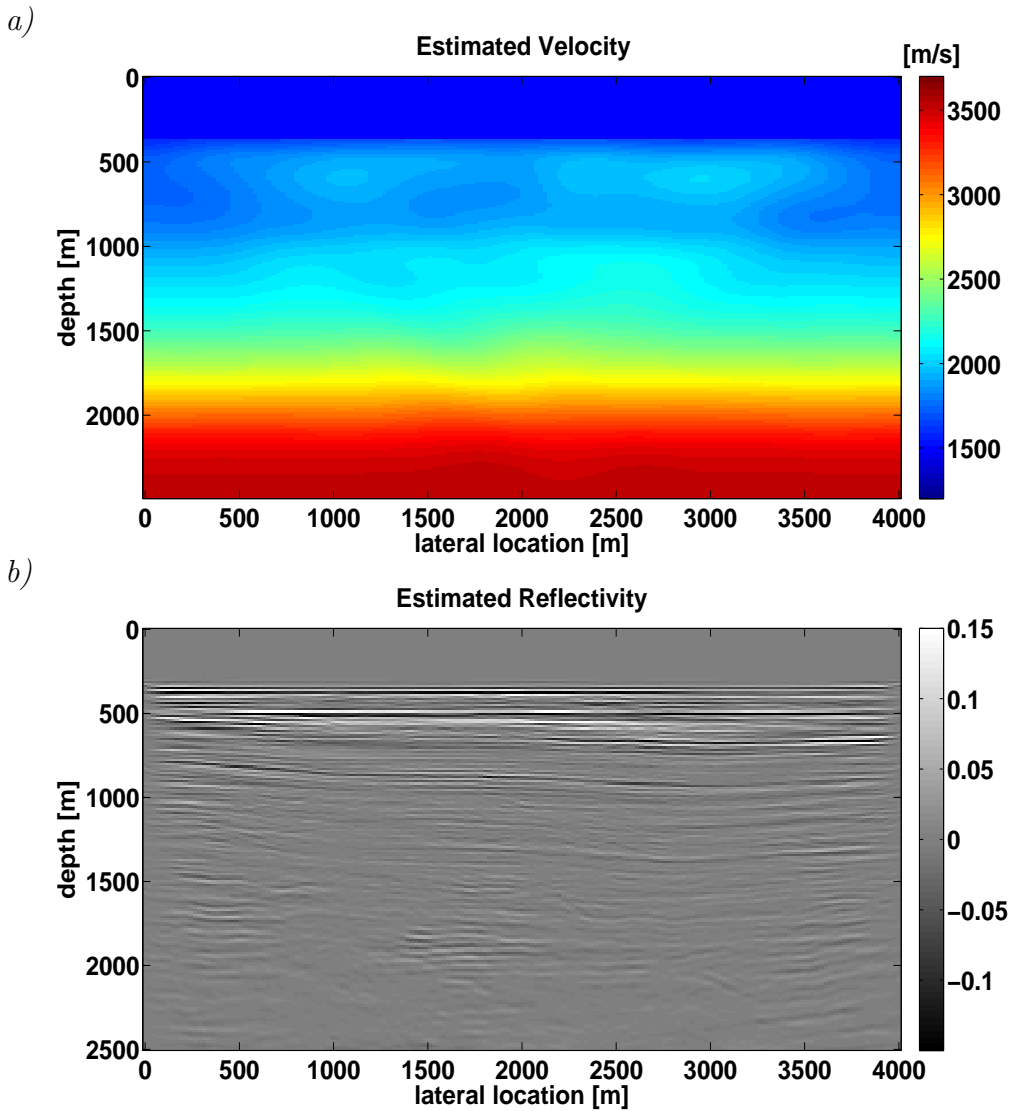 a)
Estimated Velocity
[m/s]
0
500
1000
1500
2000
depth [m]
3500
3000
2500
2000
1500
0 500 1000 1500 2000 2500 3000 3500 4000
lateral location [m]
b)
Estimated Reflectivity
0
500
1000
1500
2000
2500
depth [m]
0.15
0.1
0.05
0
−0.05
−0.1
0 500 1000 1500 2000 2500 3000 3500 4000
lateral location [m]